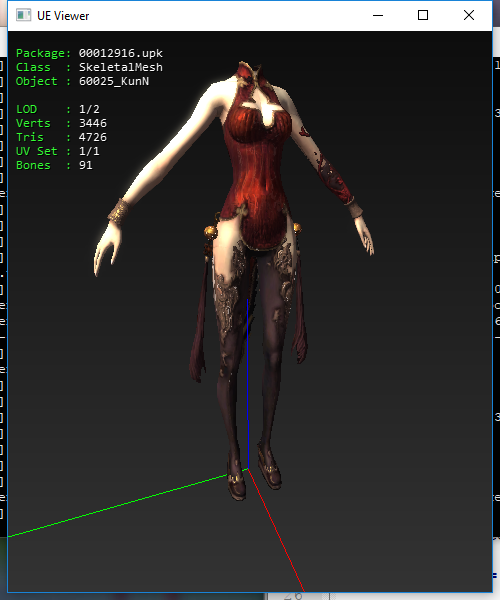 UE Viewer
Package: 00012916.upk
Class : SkeletalMesh
Object : 60025_KunN
LOD : 1/2
Verts : 3446
Tris : 4726
UV Set : 1/1
Bones : 91
26